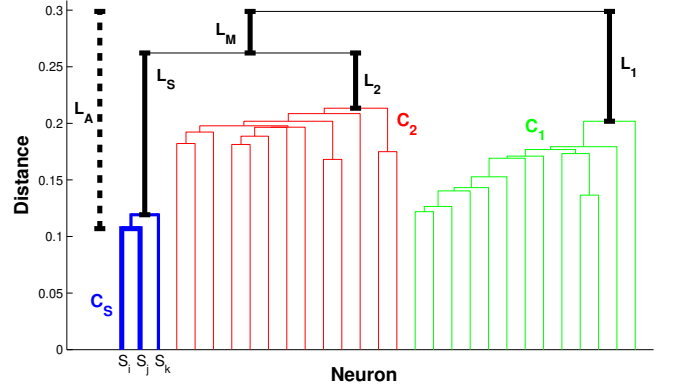 0.3
L_M
0.25
L_S
L_2
L_1
L_A
0.2
C_2
C_1
Distance
0.15
0.1
0.05
C_S
0
S_i S_j S_k
Neuron